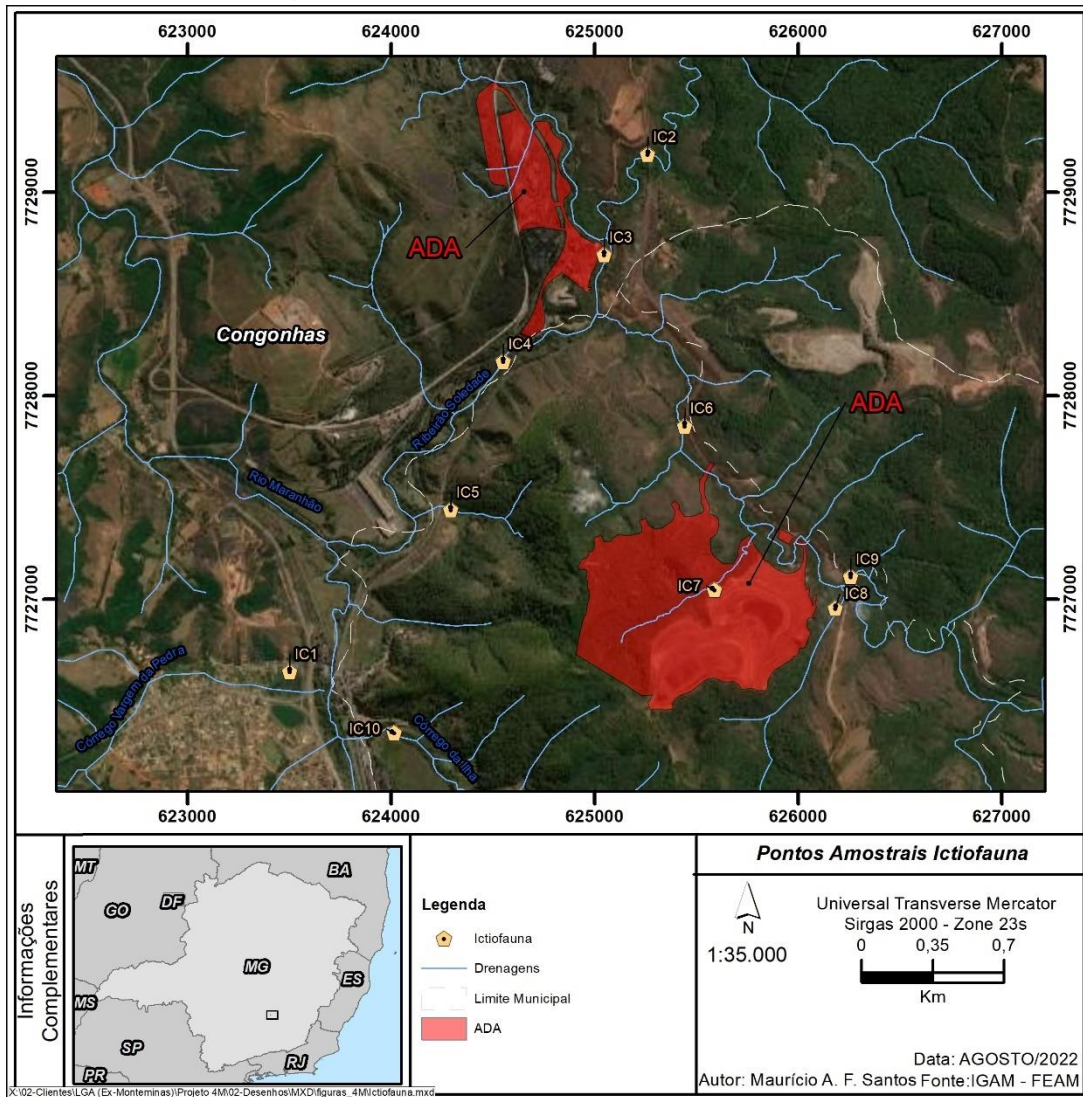 623000 624000 625000 626000 627000
7729000 7729000
IC2
ADA
IC3
Congonhas
IC4
7728000 7728000
Ribeirão Soledade
IC6
ADA
Rio Maranhão
IC5
7727000 7727000
IC7
IC9
IC8
IC1
Córrego Vargem da Pedra
IC10
Córrego da Ilha
623000 624000 625000 626000 627000
Informações
Complementares
MT
BA
GO
DF
MG
ES
MS
SP
RJ
PR
Legenda
Ictiofauna
Drenagens
Limite Municipal
ADA
Pontos Amostrais Ictiofauna
N
1:35.000
Universal Transverse Mercator
Sirgas 2000 - Zone 23s
0 0,35 0,7
Km
Data: AGOSTO/2022
Autor: Maurício A. F. Santos Fonte:IGAM - FEAM
X:\02-Clientes\LGA (Ex-Monteminas)\Projeto 4M\02-Desenhos\MXD\figuras_4M\Ictiofauna.mxd